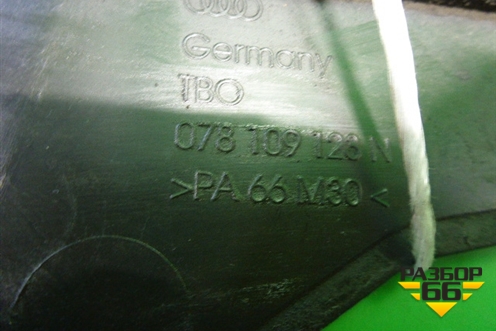 Germany
TBO
078 109 128 N
>PA 66 M30<
РАЗБОР
66